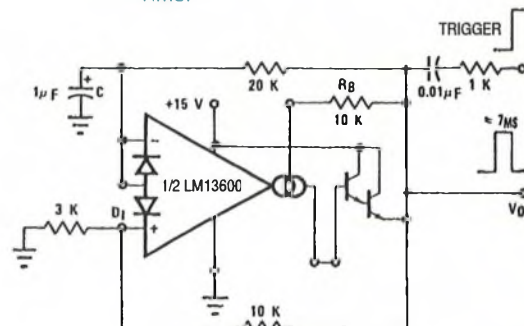 TRIGGER
1μF
+
C
20 K
R_B
10 K
0.01μF
1 K
+15 V
≈ 7MS
-
1/2 LM13600
3 K
D_I
+
V_O
10 K